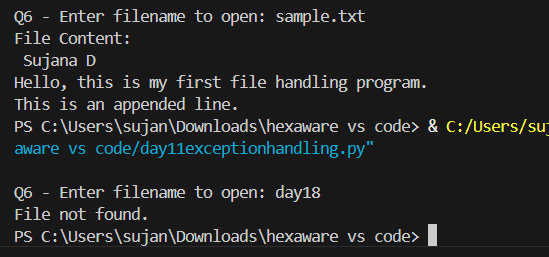 Q6 - Enter filename to open: sample.txt
File Content:
 Sujana D
Hello, this is my first file handling program.
This is an appended line.
PS C:\Users\sujan\Downloads\hexaware vs code> & C:/Users/suj
aware vs code/day11exceptionhandling.py"
Q6 - Enter filename to open: day18
File not found.
PS C:\Users\sujan\Downloads\hexaware vs code>